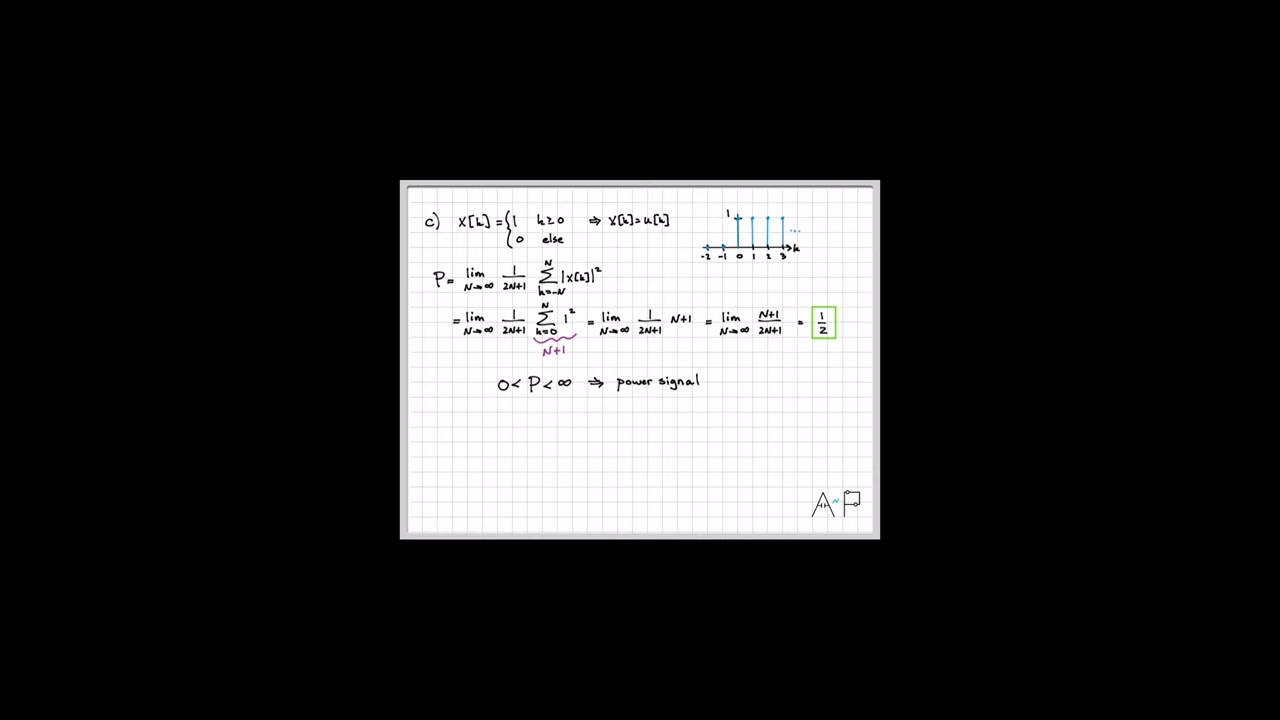 c) X[k] = { 1 k ≥ 0 ⇒ X[k] = u[k]
0 else
1 ...
-2 -1 0 1 2 3 k
P = lim N→∞ 1/(2N+1) ∑ k=-N N |X[k]|²
= lim N→∞ 1/(2N+1) ∑ k=0 N 1² = lim N→∞ 1/(2N+1) N+1 = lim N→∞ (N+1)/(2N+1) = 1/2
N+1
0 < P < ∞ ⇒ power signal
A~P